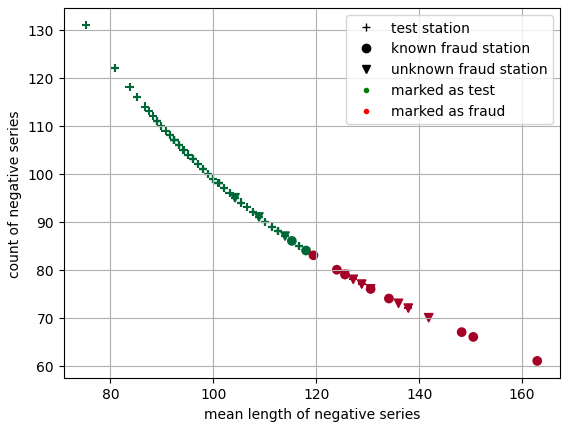 test station
known fraud station
unknown fraud station
marked as test
marked as fraud
130
120
110
100
90
80
70
60
count of negative series
80 100 120 140 160
mean length of negative series